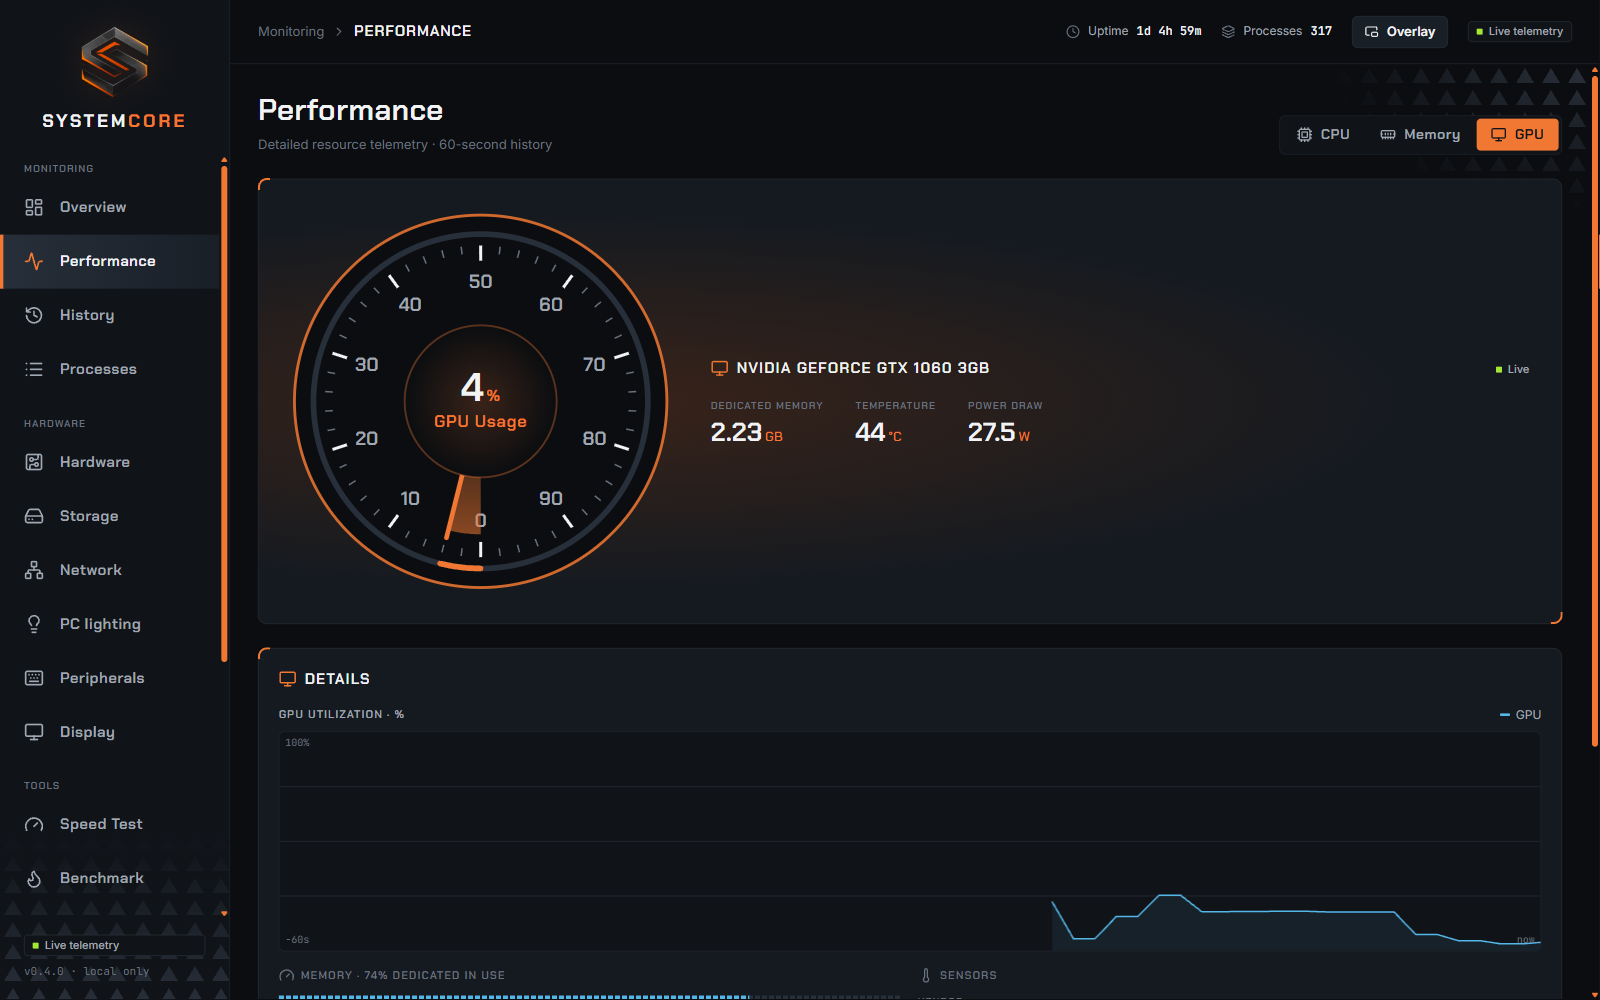 SYSTEMCORE
MONITORING
Overview
Performance
History
Processes
HARDWARE
Hardware
Storage
Network
PC lighting
Peripherals
Display
TOOLS
Speed Test
Benchmark
Live telemetry
v0.4.0 · local only
Monitoring > PERFORMANCE
Uptime 1d 4h 59m
Processes 317
Overlay
Live telemetry
Performance
Detailed resource telemetry · 60-second history
CPU
Memory
GPU
50
40
60
30
70
4%
GPU Usage
20
80
10
90
0
NVIDIA GEFORCE GTX 1060 3GB
Live
DEDICATED MEMORY
2.23 GB
TEMPERATURE
44 °C
POWER DRAW
27.5 W
DETAILS
GPU UTILIZATION · %
GPU
100%
-60s
now
MEMORY · 74% DEDICATED IN USE
SENSORS